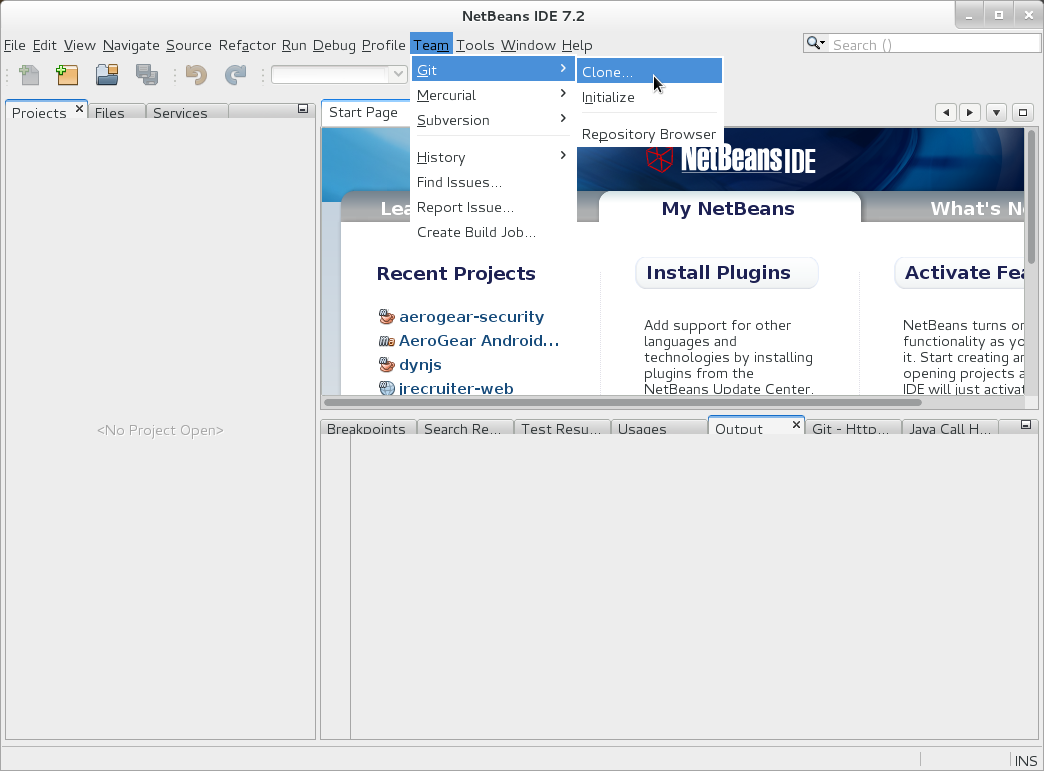 NetBeans IDE 7.2
File Edit View Navigate Source Refactor Run Debug Profile Team Tools Window Help
Search ()
Git
Mercurial
Subversion
History
Find Issues...
Report Issue...
Create Build Job...
Clone...
Initialize
Repository Browser
Projects Files Services
<No Project Open>
Start Page
NetBeans IDE
Lea My NetBeans What's N
Recent Projects
aerogear-security
AeroGear Android...
dynjs
jrecruiter-web
Install Plugins
Add support for other
languages and
technologies by installing
plugins from the
NetBeans Update Center.
Activate Fea
NetBeans turns on
functionality as yo
it. Start creating an
opening projects a
IDE will just activat
Breakpoints Search Re... Test Resu... Usages Output Git - Http... Java Call H...
INS